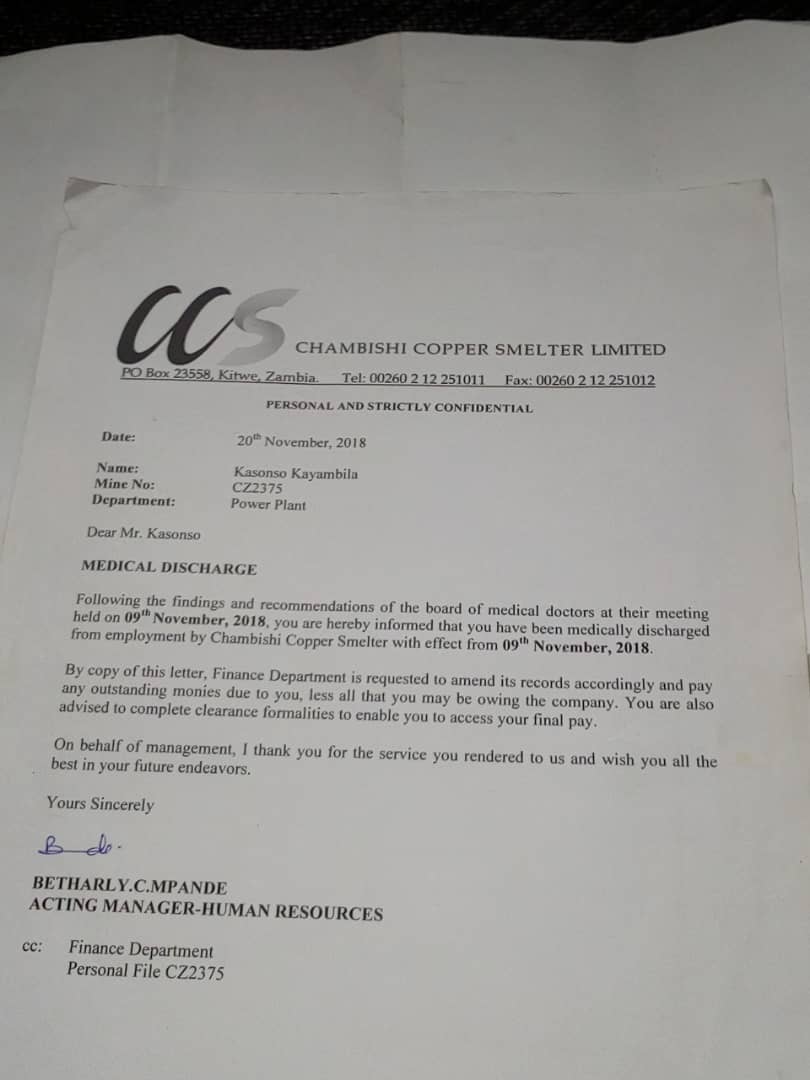 CCS CHAMBISHI COPPER SMELTER LIMITED
PO Box 23558, Kitwe, Zambia. Tel: 00260 2 12 251011 Fax: 00260 2 12 251012
PERSONAL AND STRICTLY CONFIDENTIAL
Date: 20th November, 2018
Name: Kasonso Kayambila
Mine No: CZ2375
Department: Power Plant
Dear Mr. Kasonso
MEDICAL DISCHARGE
Following the findings and recommendations of the board of medical doctors at their meeting
held on 09th November, 2018, you are hereby informed that you have been medically discharged
from employment by Chambishi Copper Smelter with effect from 09th November, 2018.
By copy of this letter, Finance Department is requested to amend its records accordingly and pay
any outstanding monies due to you, less all that you may be owing the company. You are also
advised to complete clearance formalities to enable you to access your final pay.
On behalf of management, I thank you for the service you rendered to us and wish you all the
best in your future endeavors.
Yours Sincerely
BETHARLY.C.MPANDE
ACTING MANAGER-HUMAN RESOURCES
cc: Finance Department
Personal File CZ2375